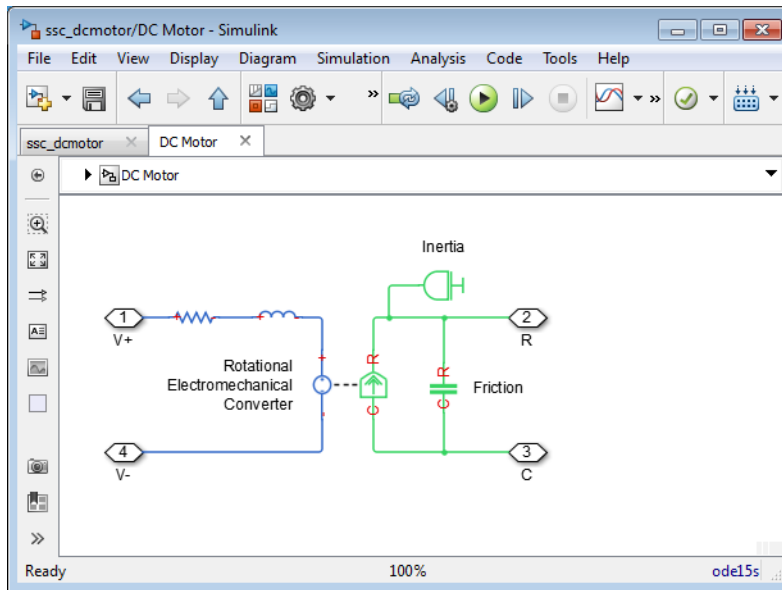 ssc_dcmotor/DC Motor - Simulink
File Edit View Display Diagram Simulation Analysis Code Tools Help
ssc_dcmotor DC Motor
DC Motor
Inertia
1
2
V+
R
Rotational
Electromechanical
Converter
+
-
R
C
R
C
Friction
4
3
V-
C
Ready 100% ode15s